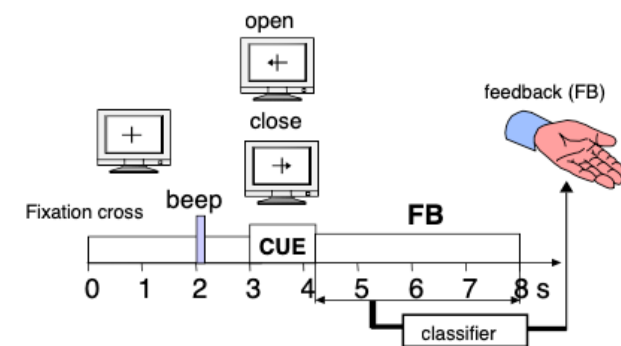 open
feedback (FB)
close
Fixation cross
beep
CUE
FB
0 1 2 3 4 5 6 7 8 s
classifier